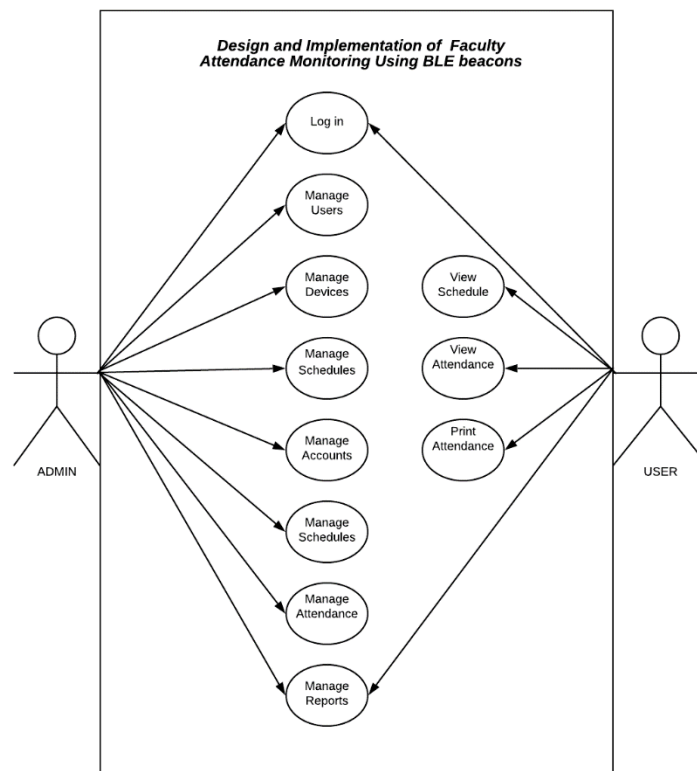 Design and Implementation of Faculty
Attendance Monitoring Using BLE beacons
Log in
Manage
Users
Manage
Devices
View
Schedule
Manage
Schedules
View
Attendance
Manage
Accounts
Print
Attendance
ADMIN
USER
Manage
Schedules
Manage
Attendance
Manage
Reports